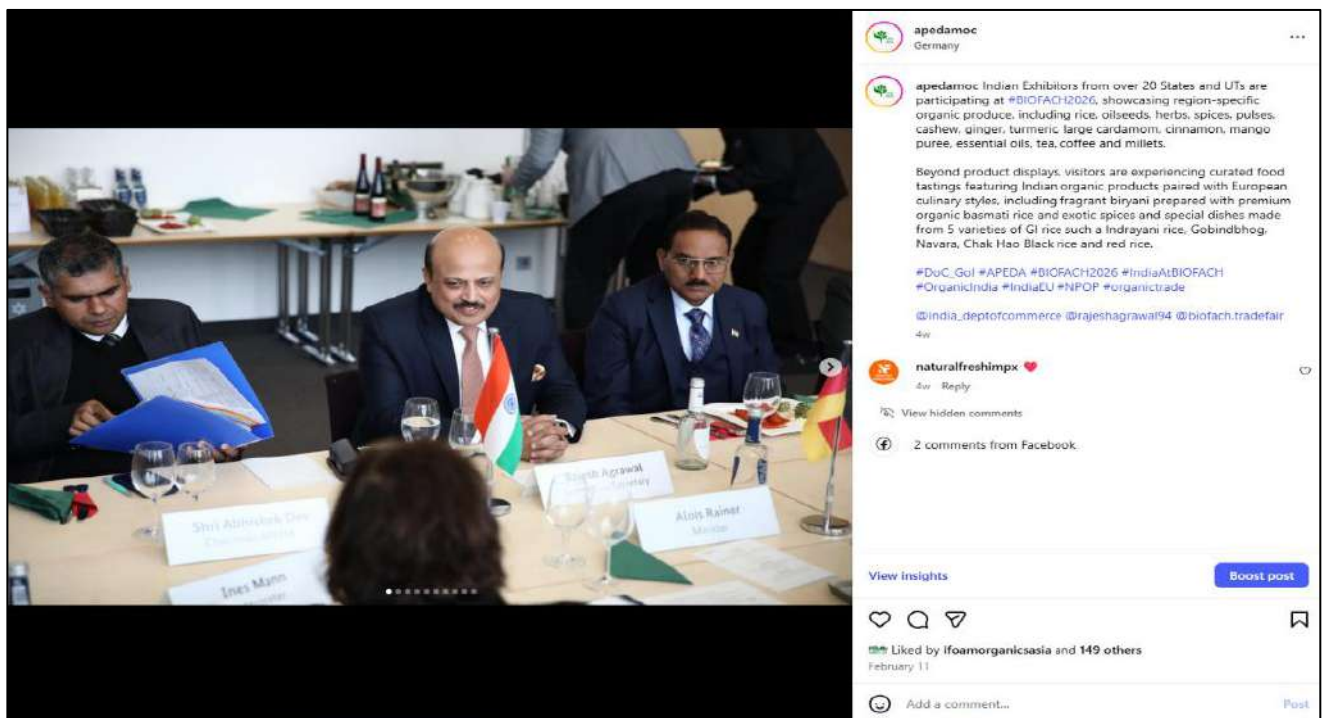 apedamoc
Germany
apedamoc Indian Exhibitors from over 20 States and UTs are
participating at #BIOFACH2026, showcasing region-specific
organic produce, including rice, oilseeds, herbs, spices, pulses,
cashew, ginger, turmeric, large cardamom, cinnamon, mango
puree, essential oils, tea, coffee and millets.
Beyond product displays, visitors are experiencing curated food
tastings featuring Indian organic products paired with European
culinary styles, including fragrant biryani prepared with premium
organic basmati rice and exotic spices and special dishes made
from 5 varieties of GI rice such a Indrayani rice, Gobindbhog,
Navara, Chak Hao Black rice and red rice.
#DoC_GoI #APEDA #BIOFACH2026 #IndiaAtBIOFACH
#OrganicIndia #IndiaEU #NPOP #organictrade
@india_deptofcommerce @rajeshagrawal94 @biofach.tradefair
4w
naturalfreshimpx
4w Reply
View hidden comments
2 comments from Facebook
View insights
Boost post
Liked by ifoamorganicsasia and 149 others
February 11
Add a comment...
Post
Rajesh Agrawal
Secretary
Shri Abhishek Dev
Chairman
Alois Rainer
Minister
Ines Mann